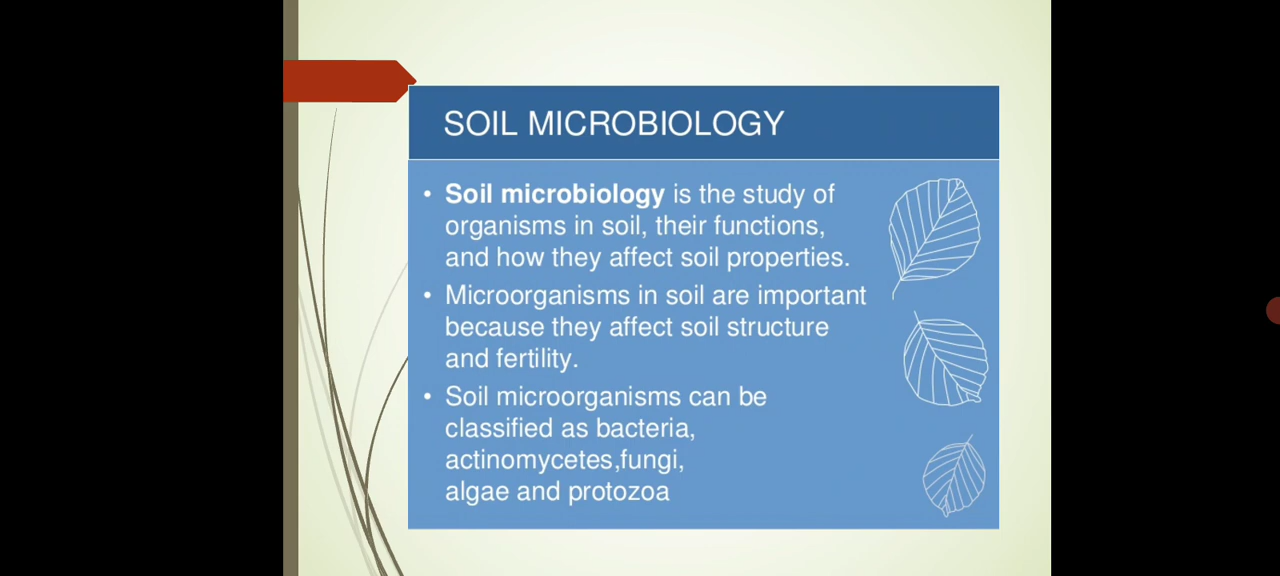 SOIL MICROBIOLOGY
• Soil microbiology is the study of
organisms in soil, their functions,
and how they affect soil properties.
• Microorganisms in soil are important
because they affect soil structure
and fertility.
• Soil microorganisms can be
classified as bacteria,
actinomycetes,fungi,
algae and protozoa